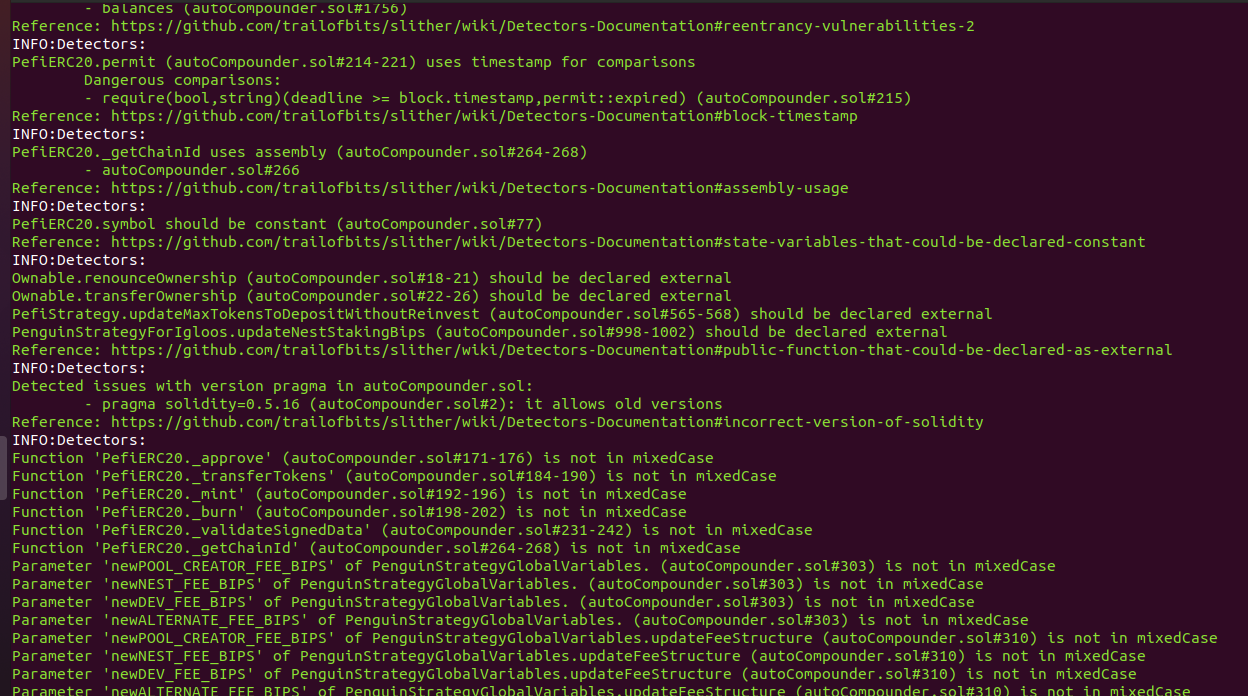 - balances (autoCompounder.sol#1756)
Reference: https://github.com/trailofbits/slither/wiki/Detectors-Documentation#reentrancy-vulnerabilities-2
INFO:Detectors:
PefiERC20.permit (autoCompounder.sol#214-221) uses timestamp for comparisons
Dangerous comparisons:
- require(bool,string)(deadline >= block.timestamp,permit::expired) (autoCompounder.sol#215)
Reference: https://github.com/trailofbits/slither/wiki/Detectors-Documentation#block-timestamp
INFO:Detectors:
PefiERC20._getChainId uses assembly (autoCompounder.sol#264-268)
- autoCompounder.sol#266
Reference: https://github.com/trailofbits/slither/wiki/Detectors-Documentation#assembly-usage
INFO:Detectors:
PefiERC20.symbol should be constant (autoCompounder.sol#77)
Reference: https://github.com/trailofbits/slither/wiki/Detectors-Documentation#state-variables-that-could-be-declared-constant
INFO:Detectors:
Ownable.renounceOwnership (autoCompounder.sol#18-21) should be declared external
Ownable.transferOwnership (autoCompounder.sol#22-26) should be declared external
PefiStrategy.updateMaxTokensToDepositWithoutReinvest (autoCompounder.sol#565-568) should be declared external
PenguinStrategyForIgloos.updateNestStakingBips (autoCompounder.sol#998-1002) should be declared external
Reference: https://github.com/trailofbits/slither/wiki/Detectors-Documentation#public-function-that-could-be-declared-as-external
INFO:Detectors:
Detected issues with version pragma in autoCompounder.sol:
- pragma solidity=0.5.16 (autoCompounder.sol#2): it allows old versions
Reference: https://github.com/trailofbits/slither/wiki/Detectors-Documentation#incorrect-version-of-solidity
INFO:Detectors:
Function 'PefiERC20._approve' (autoCompounder.sol#171-176) is not in mixedCase
Function 'PefiERC20._transferTokens' (autoCompounder.sol#184-190) is not in mixedCase
Function 'PefiERC20._mint' (autoCompounder.sol#192-196) is not in mixedCase
Function 'PefiERC20._burn' (autoCompounder.sol#198-202) is not in mixedCase
Function 'PefiERC20._validateSignedData' (autoCompounder.sol#231-242) is not in mixedCase
Function 'PefiERC20._getChainId' (autoCompounder.sol#264-268) is not in mixedCase
Parameter 'newPOOL_CREATOR_FEE_BIPS' of PenguinStrategyGlobalVariables. (autoCompounder.sol#303) is not in mixedCase
Parameter 'newNEST_FEE_BIPS' of PenguinStrategyGlobalVariables. (autoCompounder.sol#303) is not in mixedCase
Parameter 'newDEV_FEE_BIPS' of PenguinStrategyGlobalVariables. (autoCompounder.sol#303) is not in mixedCase
Parameter 'newALTERNATE_FEE_BIPS' of PenguinStrategyGlobalVariables. (autoCompounder.sol#303) is not in mixedCase
Parameter 'newPOOL_CREATOR_FEE_BIPS' of PenguinStrategyGlobalVariables.updateFeeStructure (autoCompounder.sol#310) is not in mixedCase
Parameter 'newNEST_FEE_BIPS' of PenguinStrategyGlobalVariables.updateFeeStructure (autoCompounder.sol#310) is not in mixedCase
Parameter 'newDEV_FEE_BIPS' of PenguinStrategyGlobalVariables.updateFeeStructure (autoCompounder.sol#310) is not in mixedCase
Parameter 'newALTERNATE_FEE_BIPS' of PenguinStrategyGlobalVariables.updateFeeStructure (autoCompounder.sol#310) is not in mixedCase